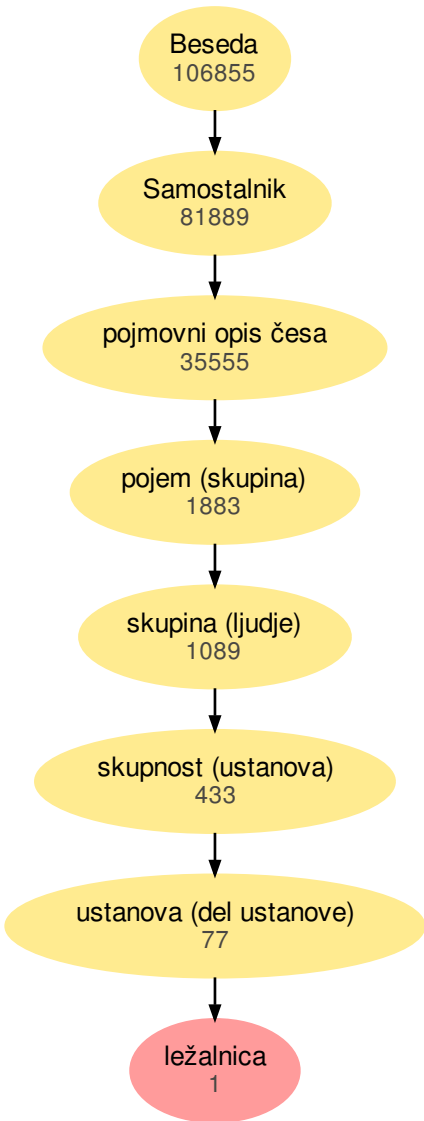 Beseda
106855
Samostalnik
81889
pojmovni opis česa
35555
pojem (skupina)
1883
skupina (ljudje)
1089
skupnost (ustanova)
433
ustanova (del ustanove)
77
ležalnica
1